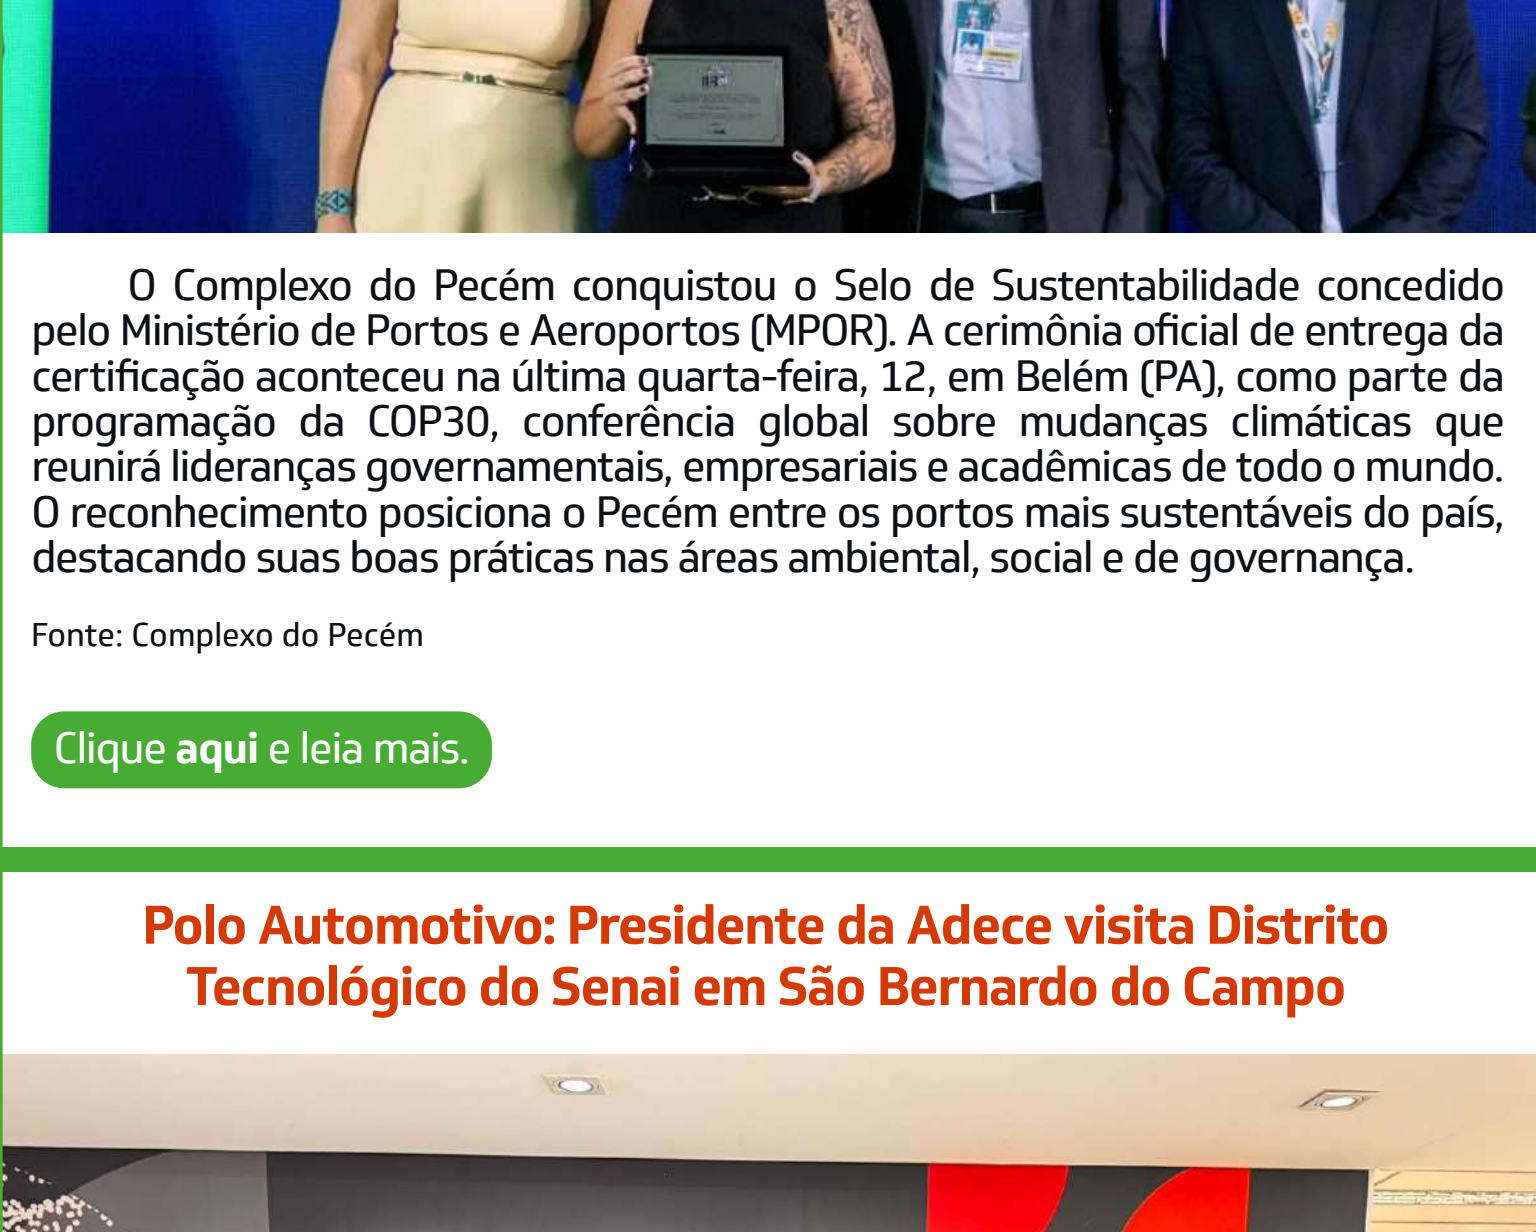 O Complexo do Pecém conquistou o Selo de Sustentabilidade concedido
pelo Ministério de Portos e Aeroportos (MPOR). A cerimônia oficial de entrega da
certificação aconteceu na última quarta-feira, 12, em Belém (PA), como parte da
programação da COP30, conferência global sobre mudanças climáticas que
reunirá lideranças governamentais, empresariais e acadêmicas de todo o mundo.
O reconhecimento posiciona o Pecém entre os portos mais sustentáveis do país,
destacando suas boas práticas nas áreas ambiental, social e de governança.
Fonte: Complexo do Pecém
Clique aqui e leia mais.
Polo Automotivo: Presidente da Adece visita Distrito
Tecnológico do Senai em São Bernardo do Campo